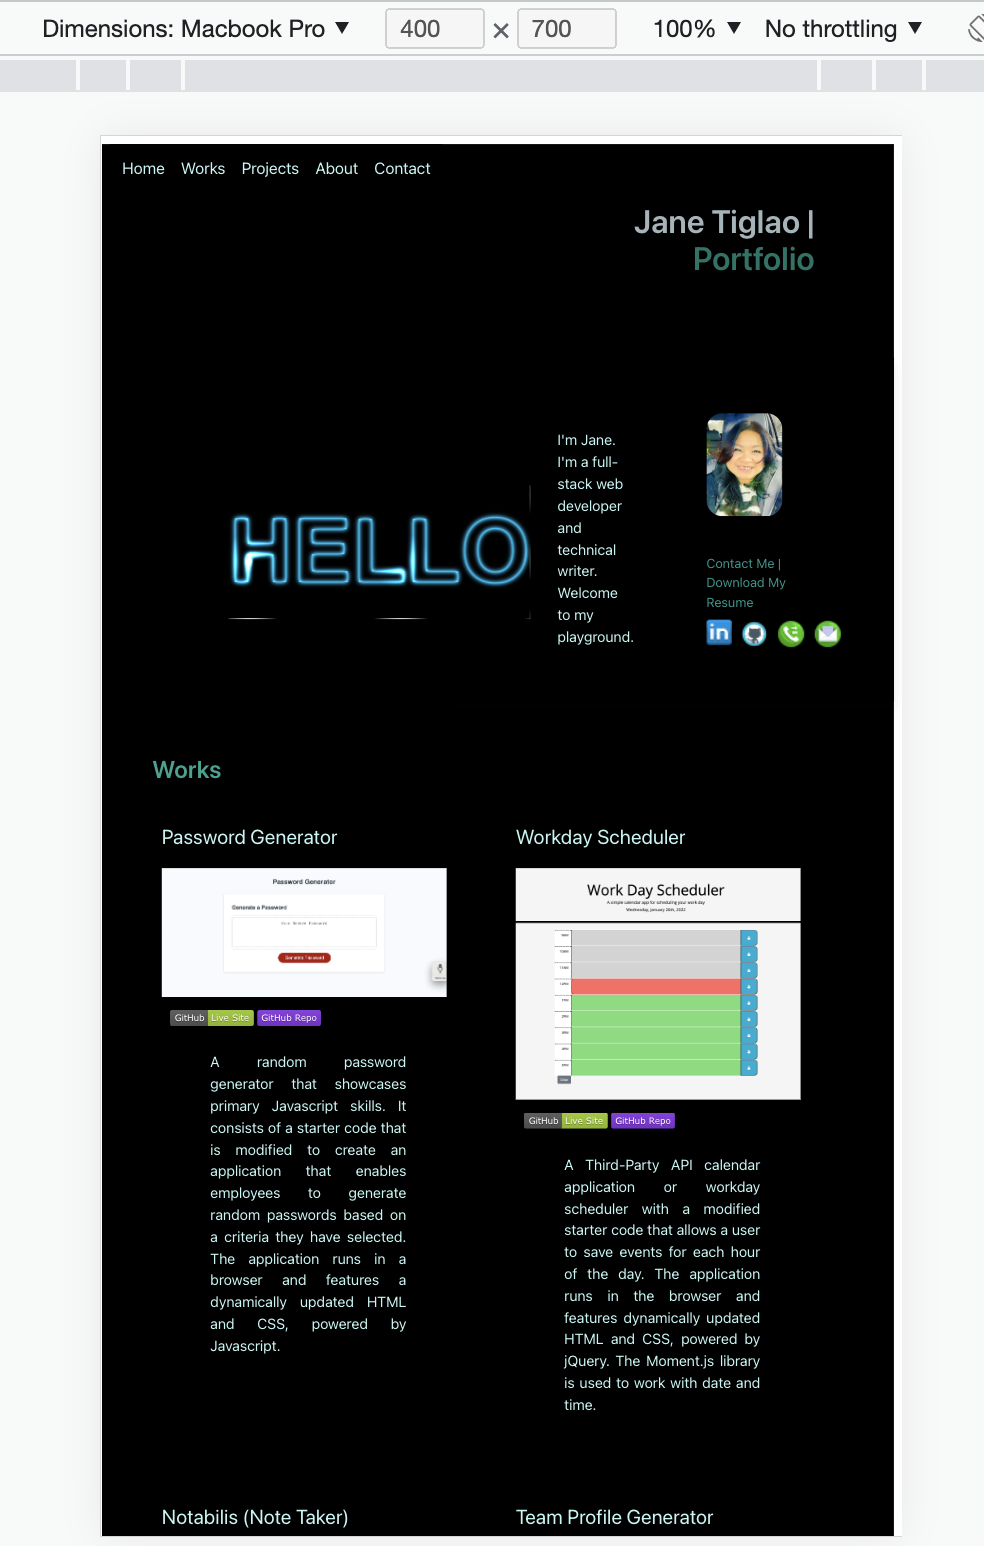 Dimensions: Macbook Pro ▼ 400 × 700 100% ▼ No throttling ▼
Home Works Projects About Contact
Jane Tiglao |
Portfolio
HELLO
I'm Jane.
I'm a full-
stack web
developer
and
technical
writer.
Welcome
to my
playground.
Contact Me |
Download My
Resume
in
Works
Password Generator
Password Generator
Generate a Password
Your Secure Password
Generate Password
GitHub Live Site GitHub Repo
A random password
generator that showcases
primary Javascript skills. It
consists of a starter code that
is modified to create an
application that enables
employees to generate
random passwords based on
a criteria they have selected.
The application runs in a
browser and features a
dynamically updated HTML
and CSS, powered by
Javascript.
Workday Scheduler
Work Day Scheduler
A simple calendar app for scheduling your work day
GitHub Live Site GitHub Repo
A Third-Party API calendar
application or workday
scheduler with a modified
starter code that allows a user
to save events for each hour
of the day. The application
runs in the browser and
features dynamically updated
HTML and CSS, powered by
jQuery. The Moment.js library
is used to work with date and
time.
Notabilis (Note Taker)
Team Profile Generator